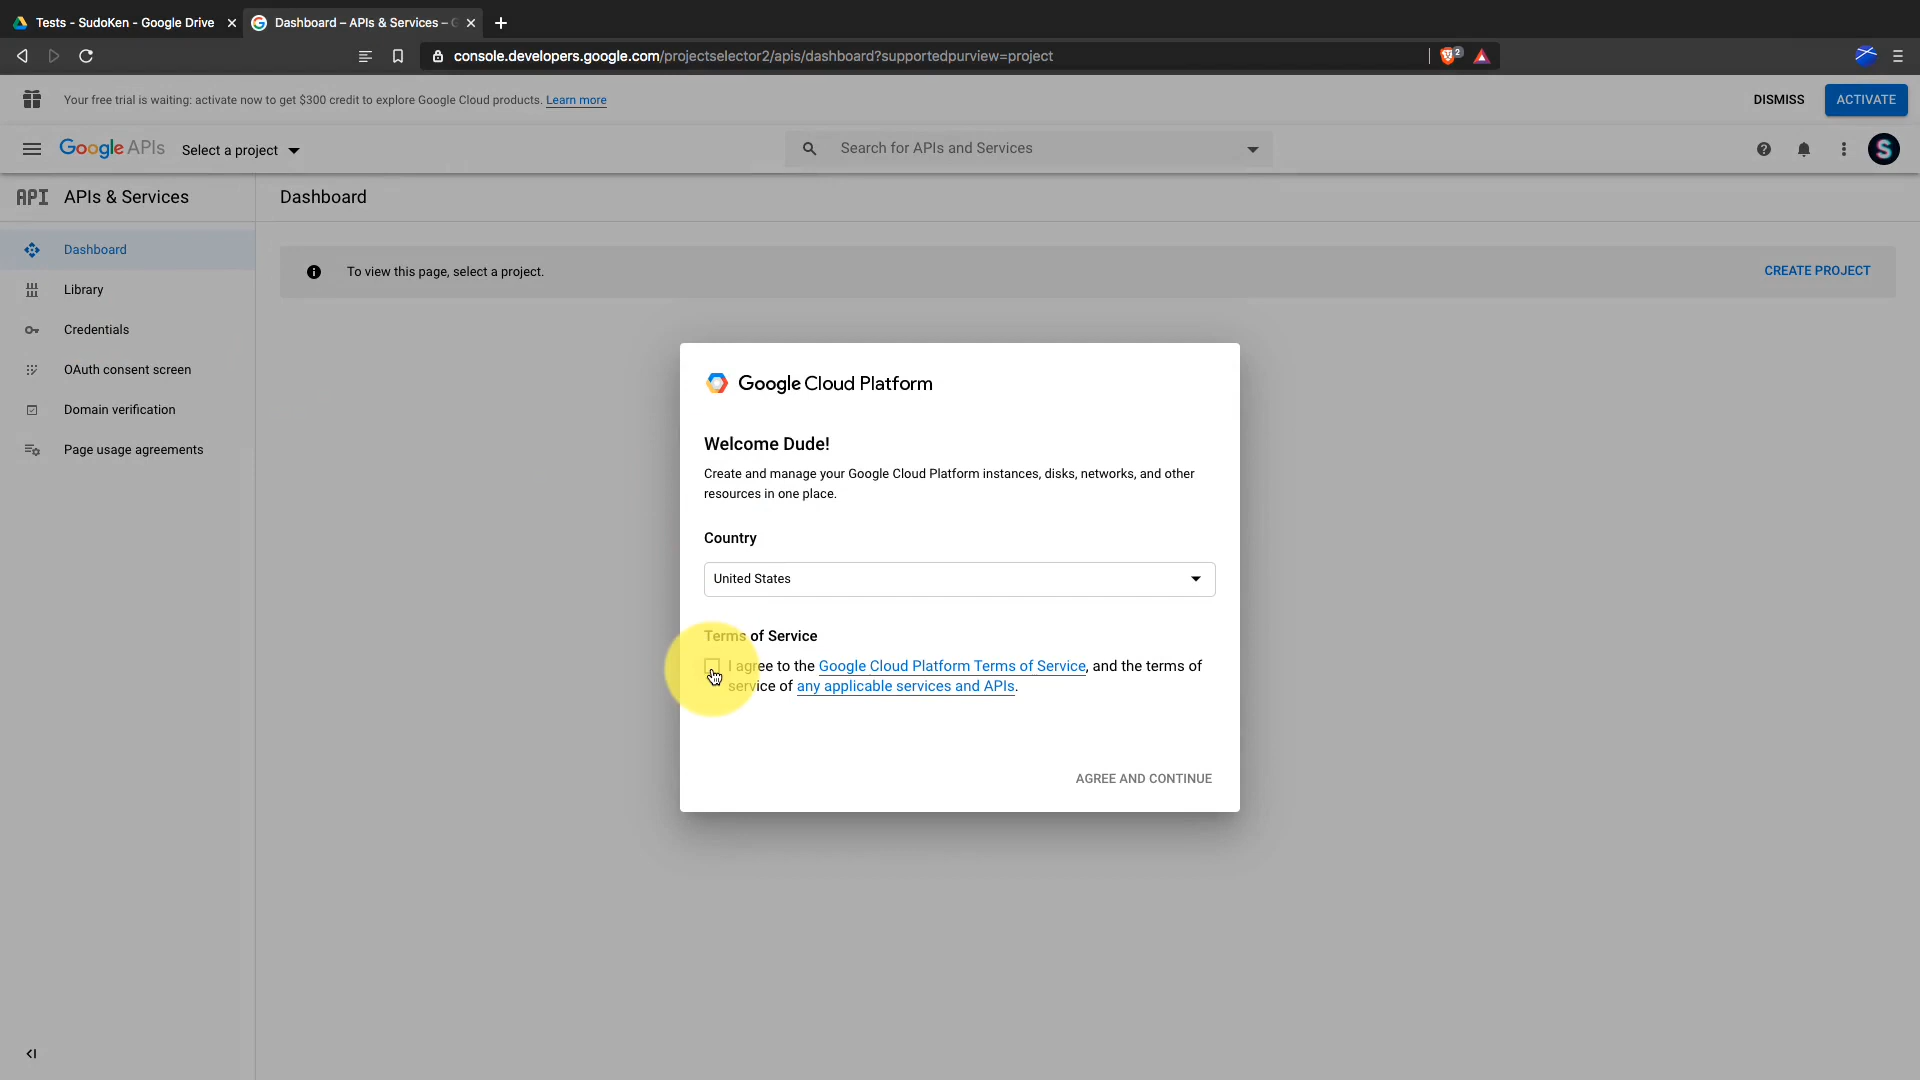 Tests - SudoKen - Google Drive
Dashboard – APIs & Services – G
console.developers.google.com/projectselector2/apis/dashboard?supportedpurview=project
2
Your free trial is waiting: activate now to get $300 credit to explore Google Cloud products. Learn more
DISMISS
ACTIVATE
Google APIs
Select a project
Search for APIs and Services
S
API
APIs & Services
Dashboard
Dashboard
To view this page, select a project.
CREATE PROJECT
Library
Credentials
OAuth consent screen
Domain verification
Page usage agreements
Google Cloud Platform
Welcome Dude!
Create and manage your Google Cloud Platform instances, disks, networks, and other
resources in one place.
Country
United States
Terms of Service
I agree to the Google Cloud Platform Terms of Service, and the terms of
service of any applicable services and APIs.
AGREE AND CONTINUE